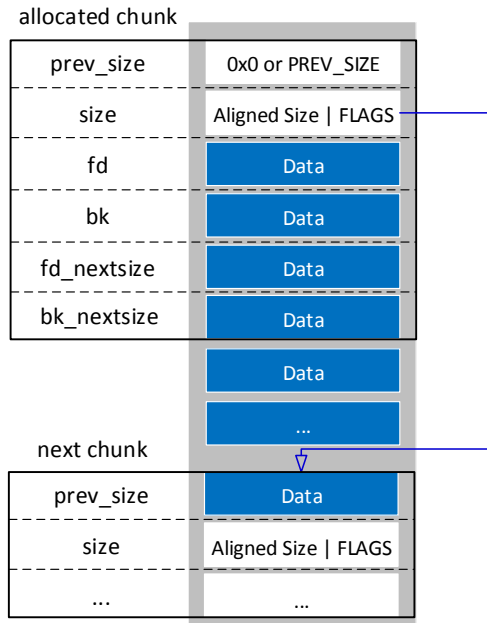 allocated chunk
prev_size 0x0 or PREV_SIZE
size Aligned Size | FLAGS
fd Data
bk Data
fd_nextsize Data
bk_nextsize Data
Data
...
next chunk
prev_size Data
size Aligned Size | FLAGS
... ...